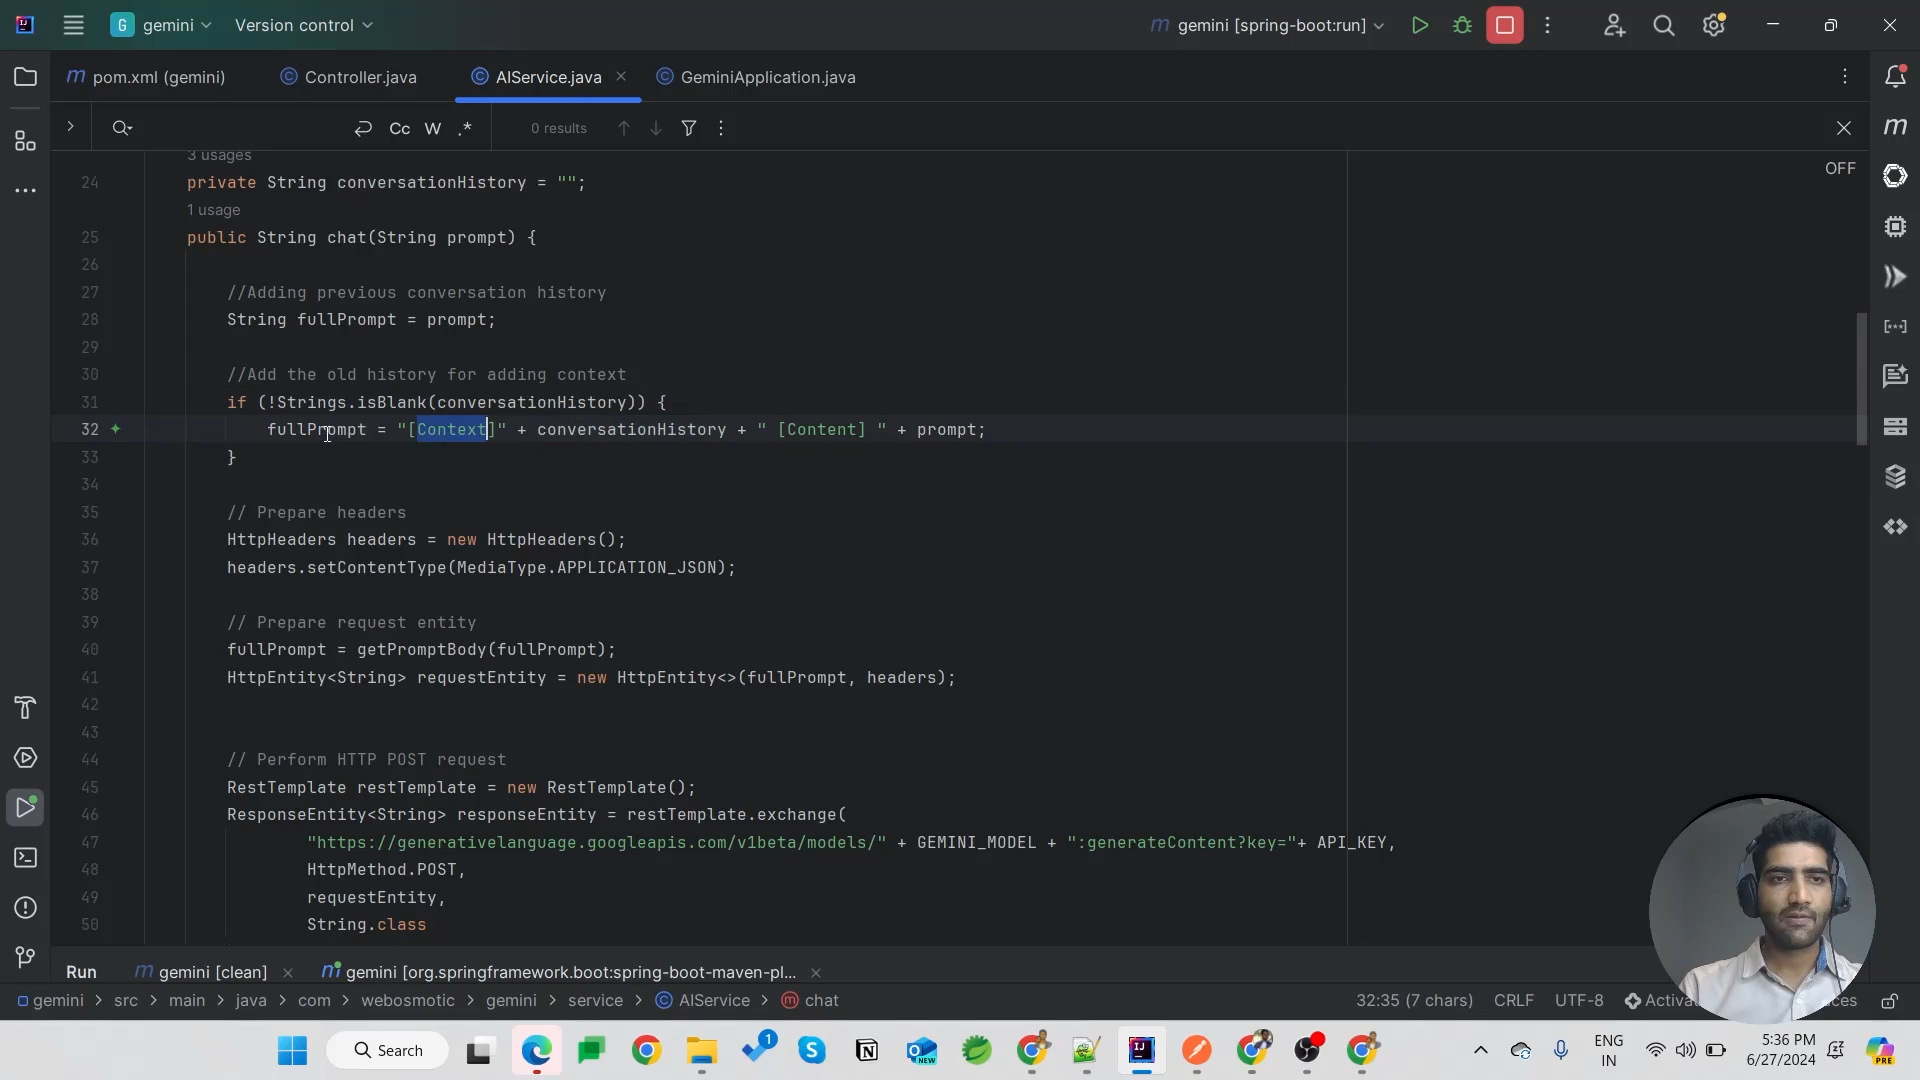 G gemini Version control gemini [spring-boot:run]
pom.xml (gemini) Controller.java AIService.java GeminiApplication.java
Cc W .* 0 results
OFF
3 usages
24 private String conversationHistory = "";
1 usage
25 public String chat(String prompt) {
26
27 //Adding previous conversation history
28 String fullPrompt = prompt;
29
30 //Add the old history for adding context
31 if (!Strings.isBlank(conversationHistory)) {
32 fullPrompt = "[Context]" + conversationHistory + " [Content] " + prompt;
33 }
34
35 // Prepare headers
36 HttpHeaders headers = new HttpHeaders();
37 headers.setContentType(MediaType.APPLICATION_JSON);
38
39 // Prepare request entity
40 fullPrompt = getPromptBody(fullPrompt);
41 HttpEntity<String> requestEntity = new HttpEntity<>(fullPrompt, headers);
42
43
44 // Perform HTTP POST request
45 RestTemplate restTemplate = new RestTemplate();
46 ResponseEntity<String> responseEntity = restTemplate.exchange(
47 "https://generativelanguage.googleapis.com/v1beta/models/" + GEMINI_MODEL + ":generateContent?key="+ API_KEY,
48 HttpMethod.POST,
49 requestEntity,
50 String.class
Run gemini [clean] gemini [org.springframework.boot:spring-boot-maven-pl...
gemini > src > main > java > com > webosmotic > gemini > service > AIService > chat 32:35 (7 chars) CRLF UTF-8
Search 1 NEW ENG IN 5:36 PM 6/27/2024 PRE